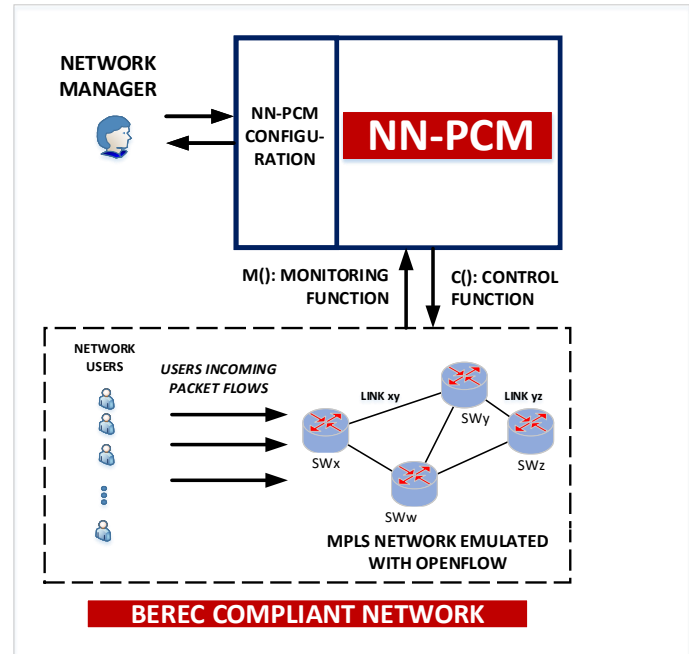 NETWORK
MANAGER
NN-PCM
CONFIGU-
RATION
NN-PCM
M(): MONITORING
FUNCTION
C(): CONTROL
FUNCTION
NETWORK
USERS
USERS INCOMING
PACKET FLOWS
LINK xy
LINK yz
SWy
SWx
SWz
SWw
MPLS NETWORK EMULATED
WITH OPENFLOW
BEREC COMPLIANT NETWORK